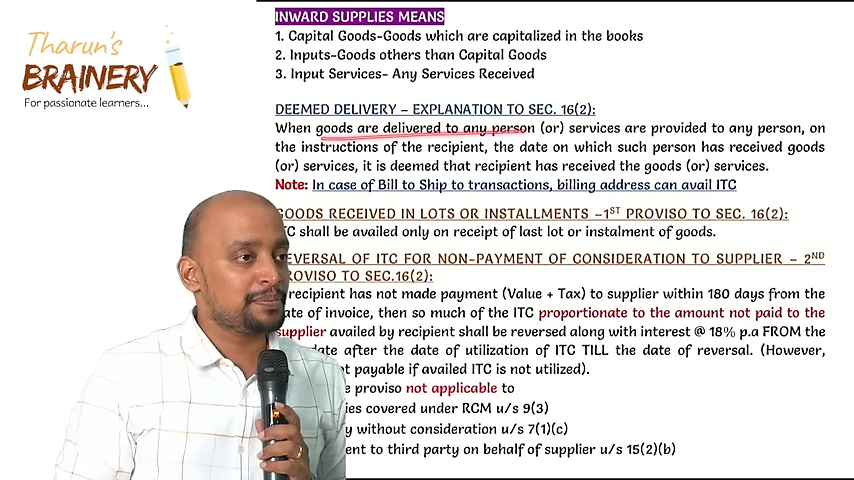 Tharun's
BRAINERY
For passionate learners...
INWARD SUPPLIES MEANS
1. Capital Goods-Goods which are capitalized in the books
2. Inputs-Goods others than Capital Goods
3. Input Services- Any Services Received
DEEMED DELIVERY – EXPLANATION TO SEC. 16(2):
When goods are delivered to any person (or) services are provided to any person, on
the instructions of the recipient, the date on which such person has received goods
(or) services, it is deemed that recipient has received the goods (or) services.
Note: In case of Bill to Ship to transactions, billing address can avail ITC
GOODS RECEIVED IN LOTS OR INSTALLMENTS –1ST PROVISO TO SEC. 16(2):
shall be availed only on receipt of last lot or instalment of goods.
REVERSAL OF ITC FOR NON-PAYMENT OF CONSIDERATION TO SUPPLIER – 2ND
PROVISO TO SEC.16(2):
recipient has not made payment (Value + Tax) to supplier within 180 days from the
date of invoice, then so much of the ITC proportionate to the amount not paid to the
supplier availed by recipient shall be reversed along with interest @ 18% p.a FROM the
date after the date of utilization of ITC TILL the date of reversal. (However,
payable if availed ITC is not utilized).
proviso not applicable to
covered under RCM u/s 9(3)
without consideration u/s 7(1)(c)
to third party on behalf of supplier u/s 15(2)(b)